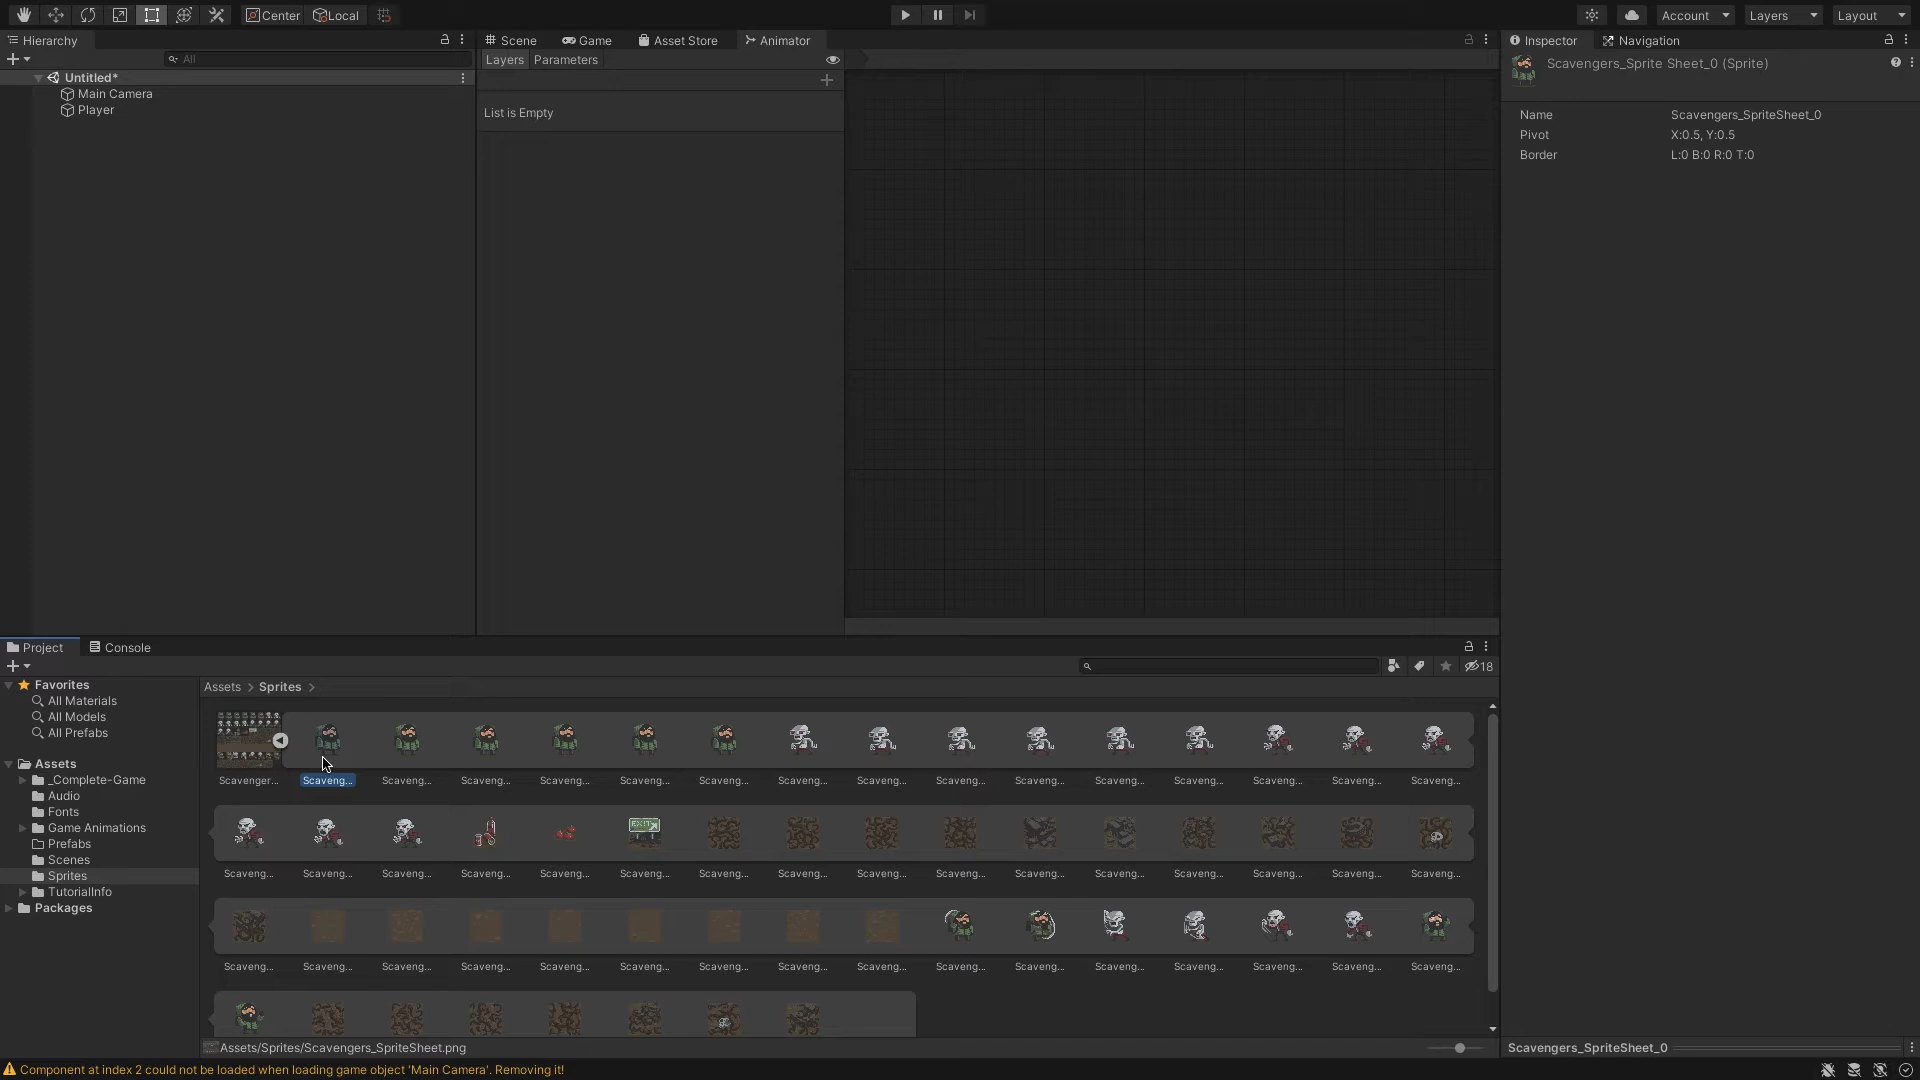 Center Local Account Layers Layout
Hierarchy
All
Untitled*
Main Camera
Player
Scene Game Asset Store Animator
Layers Parameters
List is Empty
Inspector Navigation
Scavengers_Sprite Sheet_0 (Sprite)
Name Scavengers_SpriteSheet_0
Pivot X:0.5, Y:0.5
Border L:0 B:0 R:0 T:0
Project Console
18
Favorites
All Materials
All Models
All Prefabs
Assets
_Complete-Game
Audio
Fonts
Game Animations
Prefabs
Scenes
Sprites
TutorialInfo
Packages
Assets > Sprites >
Scavenger... Scaveng... Scaveng... Scaveng... Scaveng... Scaveng... Scaveng... Scaveng... Scaveng... Scaveng... Scaveng... Scaveng... Scaveng... Scaveng... Scaveng... Scaveng...
EXIT
Scaveng... Scaveng... Scaveng... Scaveng... Scaveng... Scaveng... Scaveng... Scaveng... Scaveng... Scaveng... Scaveng... Scaveng... Scaveng... Scaveng... Scaveng... Scaveng...
Scaveng... Scaveng... Scaveng... Scaveng... Scaveng... Scaveng... Scaveng... Scaveng... Scaveng... Scaveng... Scaveng... Scaveng... Scaveng... Scaveng... Scaveng... Scaveng...
Assets/Sprites/Scavengers_SpriteSheet.png
Scavengers_SpriteSheet_0
Component at index 2 could not be loaded when loading game object 'Main Camera'. Removing it!